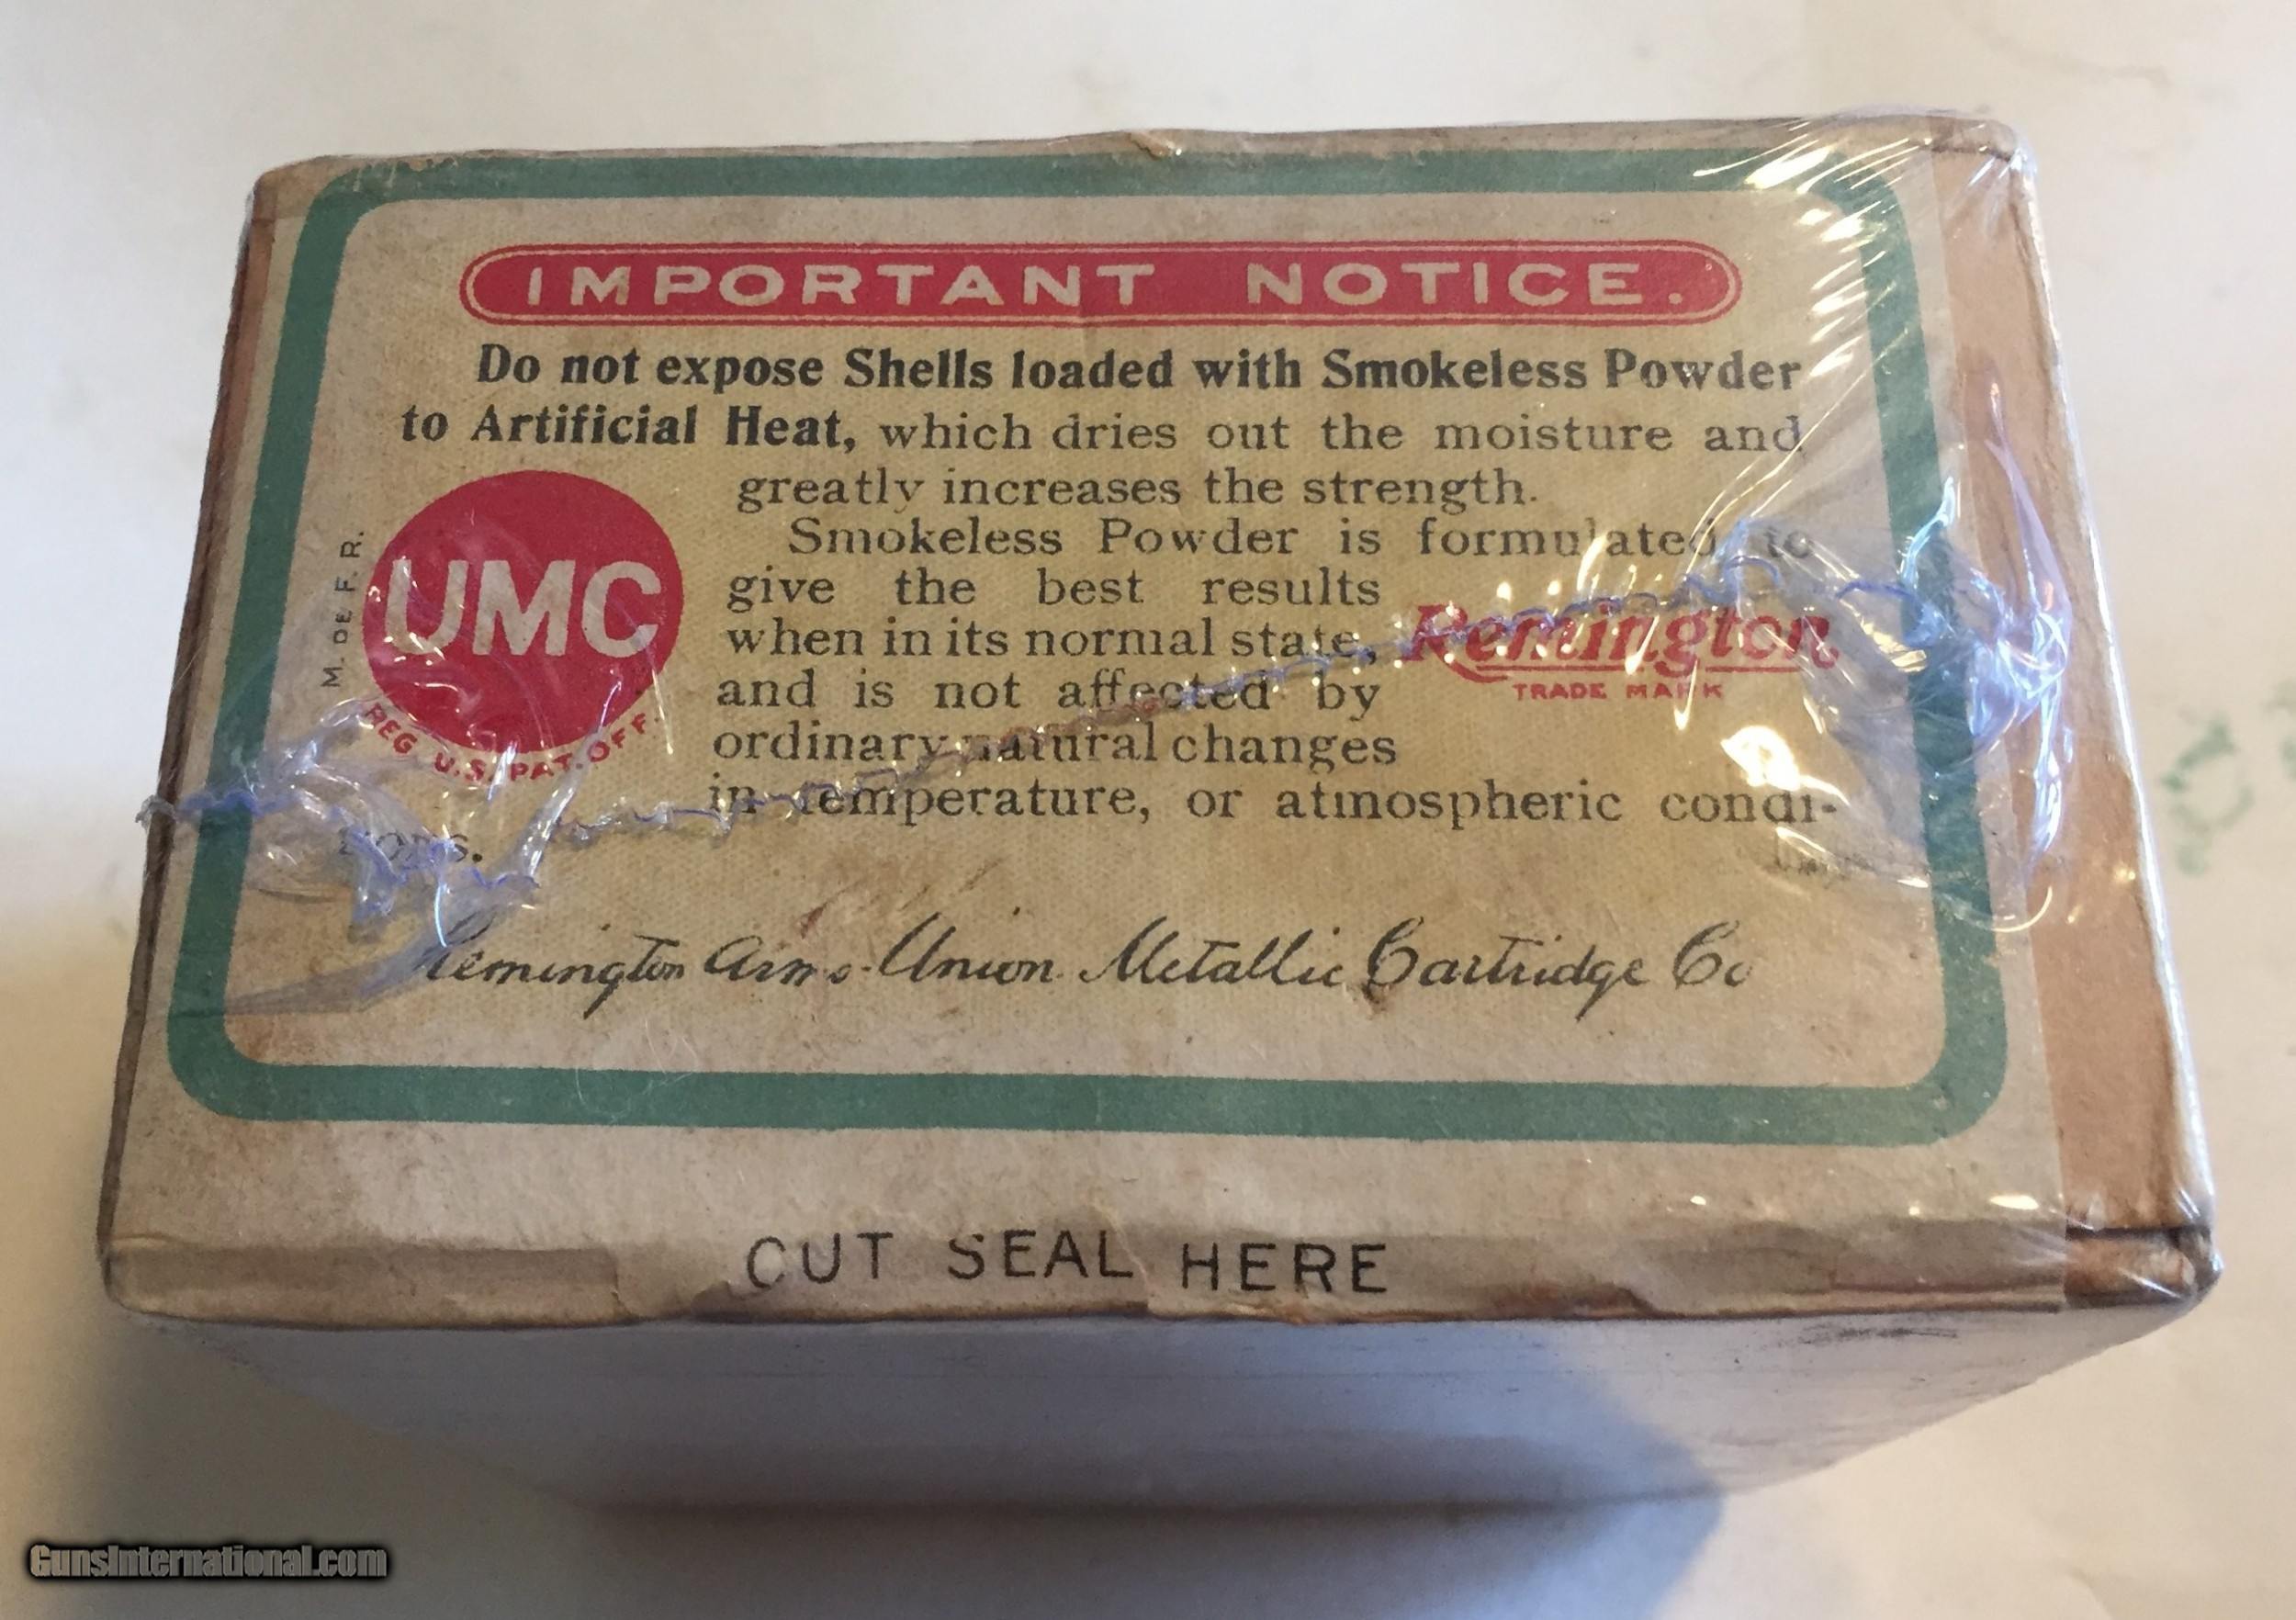 IMPORTANT NOTICE.
Do not expose Shells loaded with Smokeless Powder
to Artificial Heat, which dries out the moisture and
greatly increases the strength.
Smokeless Powder is formulated to
give the best results
when in its normal state,
and is not affected by
ordinary natural changes
in temperature, or atmospheric condi-
tions.
M. DE F. R.
UMC
REG. U.S. PAT. OFF.
Remington
TRADE MARK
Remington Arms-Union Metallic Cartridge Co
CUT SEAL HERE
GunsInternational.com